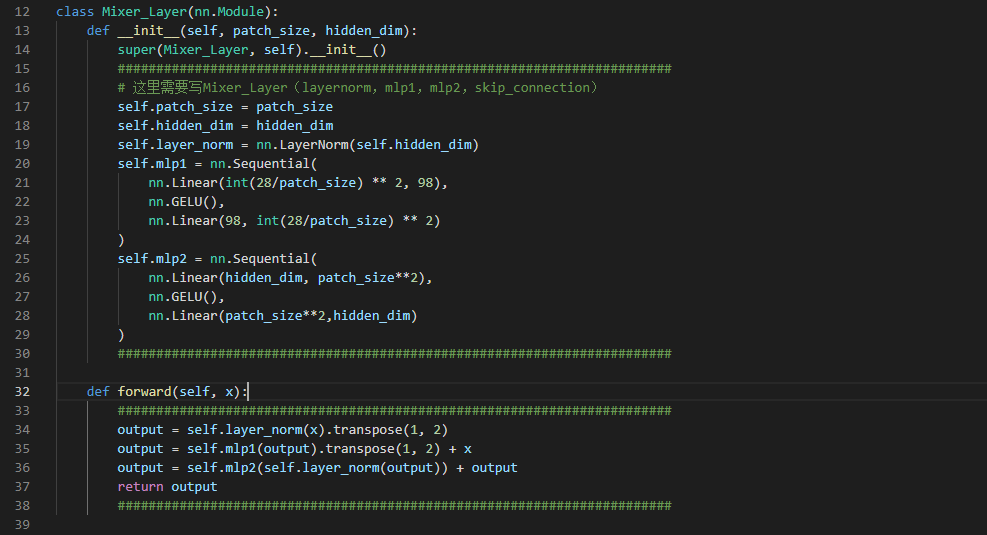 12 class Mixer_Layer(nn.Module):
13 def __init__(self, patch_size, hidden_dim):
14 super(Mixer_Layer, self).__init__()
15 ########################################################################
16 # 这里需要写Mixer_Layer（layernorm，mlp1，mlp2，skip_connection）
17 self.patch_size = patch_size
18 self.hidden_dim = hidden_dim
19 self.layer_norm = nn.LayerNorm(self.hidden_dim)
20 self.mlp1 = nn.Sequential(
21 nn.Linear(int(28/patch_size) ** 2, 98),
22 nn.GELU(),
23 nn.Linear(98, int(28/patch_size) ** 2)
24 )
25 self.mlp2 = nn.Sequential(
26 nn.Linear(hidden_dim, patch_size**2),
27 nn.GELU(),
28 nn.Linear(patch_size**2,hidden_dim)
29 )
30 ########################################################################
31
32 def forward(self, x):
33 ########################################################################
34 output = self.layer_norm(x).transpose(1, 2)
35 output = self.mlp1(output).transpose(1, 2) + x
36 output = self.mlp2(self.layer_norm(output)) + output
37 return output
38 ########################################################################
39